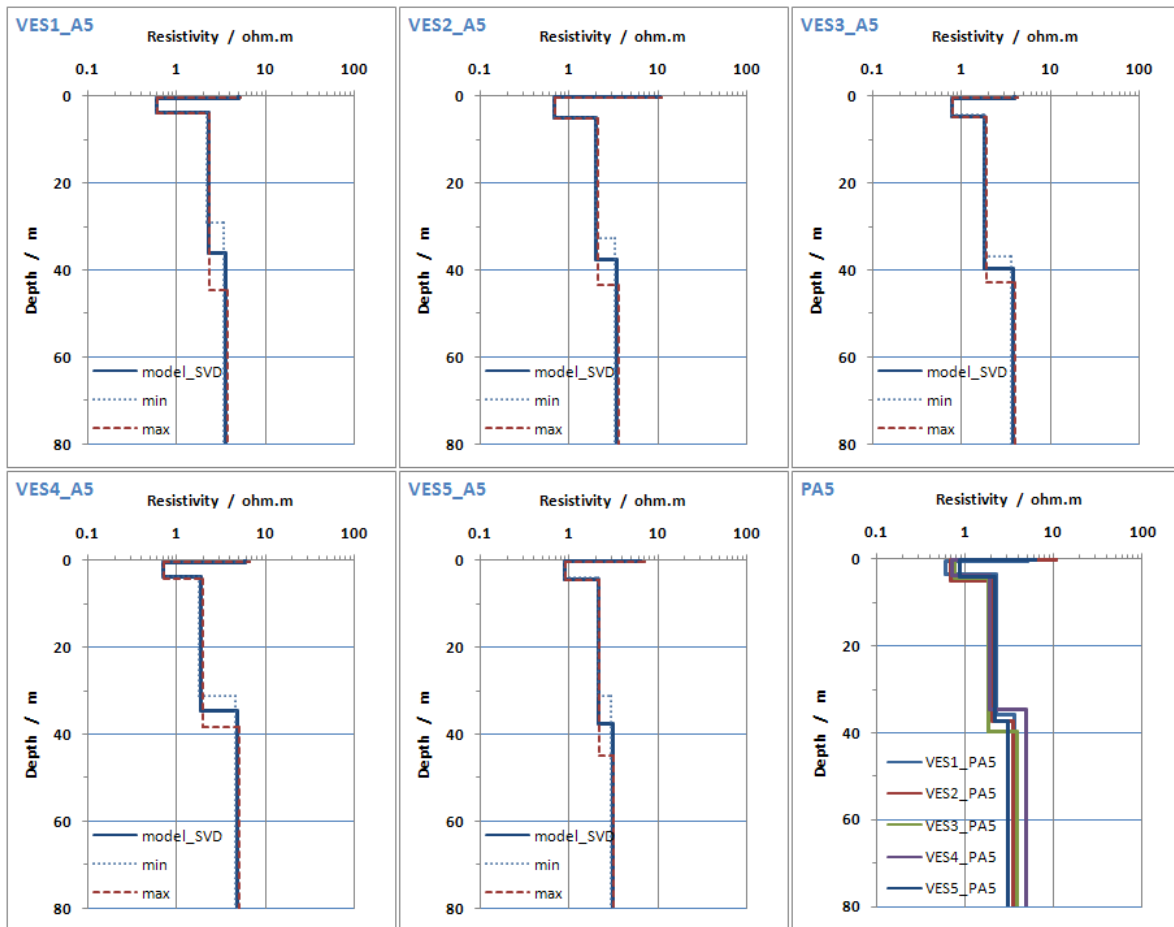 VES1_A5
Resistivity / ohm.m
0.1 1 10 100
0
20
40
60
80
Depth / m
model_SVD
min
max
VES2_A5
Resistivity / ohm.m
0.1 1 10 100
0
20
40
60
80
Depth / m
model_SVD
min
max
VES3_A5
Resistivity / ohm.m
0.1 1 10 100
0
20
40
60
80
Depth / m
model_SVD
min
max
VES4_A5
Resistivity / ohm.m
0.1 1 10 100
0
20
40
60
80
Depth / m
model_SVD
min
max
VES5_A5
Resistivity / ohm.m
0.1 1 10 100
0
20
40
60
80
Depth / m
model_SVD
min
max
PA5
Resistivity / ohm.m
0.1 1 10 100
0
20
40
60
80
Depth / m
VES1_PA5
VES2_PA5
VES3_PA5
VES4_PA5
VES5_PA5